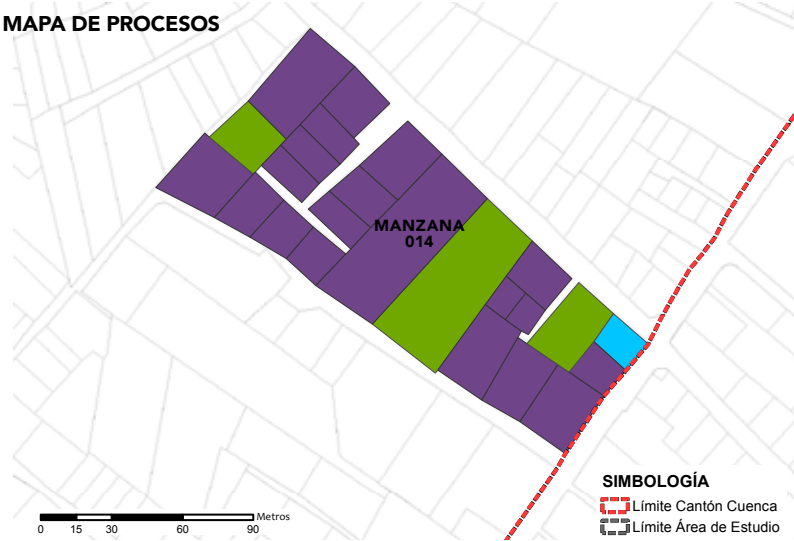 MAPA DE PROCESOS
MANZANA
014
SIMBOLOGÍA
Límite Cantón Cuenca
Límite Área de Estudio
Metros
0 15 30 60 90